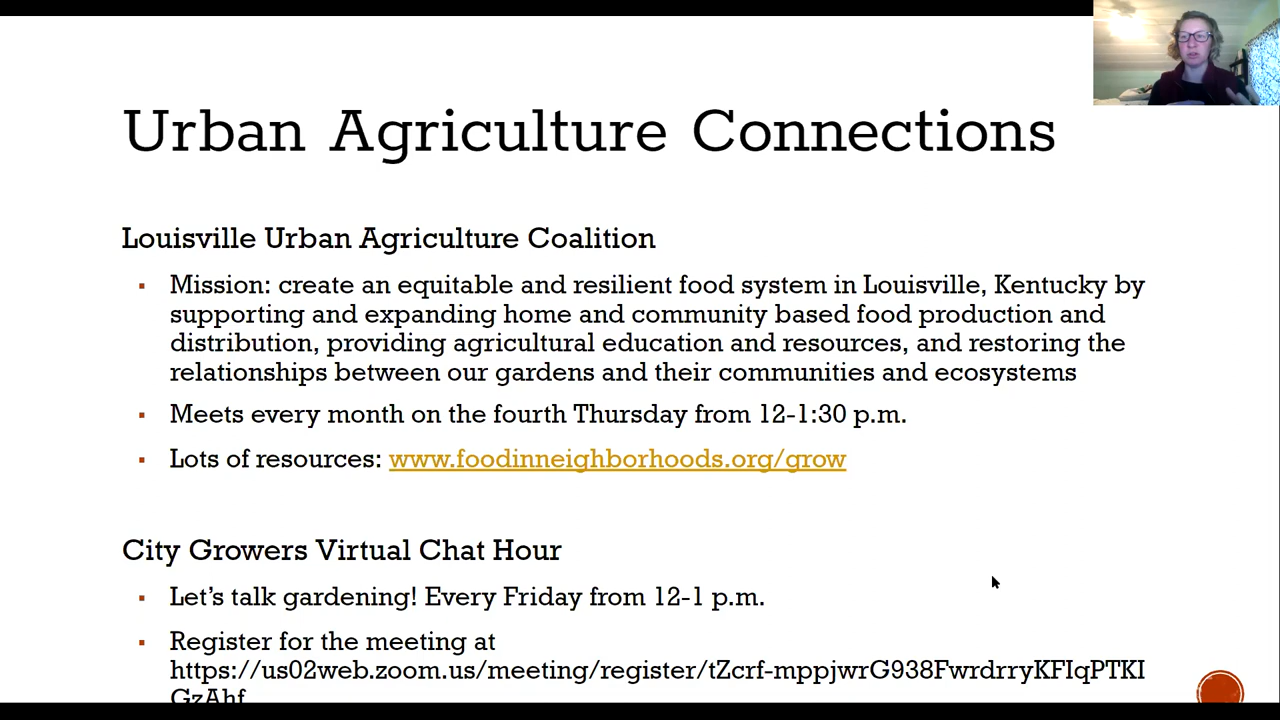 Urban Agriculture Connections
Louisville Urban Agriculture Coalition
▪ Mission: create an equitable and resilient food system in Louisville, Kentucky by
supporting and expanding home and community based food production and
distribution, providing agricultural education and resources, and restoring the
relationships between our gardens and their communities and ecosystems
▪ Meets every month on the fourth Thursday from 12-1:30 p.m.
▪ Lots of resources: www.foodinneighborhoods.org/grow
City Growers Virtual Chat Hour
▪ Let’s talk gardening! Every Friday from 12-1 p.m.
▪ Register for the meeting at
https://us02web.zoom.us/meeting/register/tZcrf-mppjwrG938FwrdrryKFIqPTKI
GzAhf